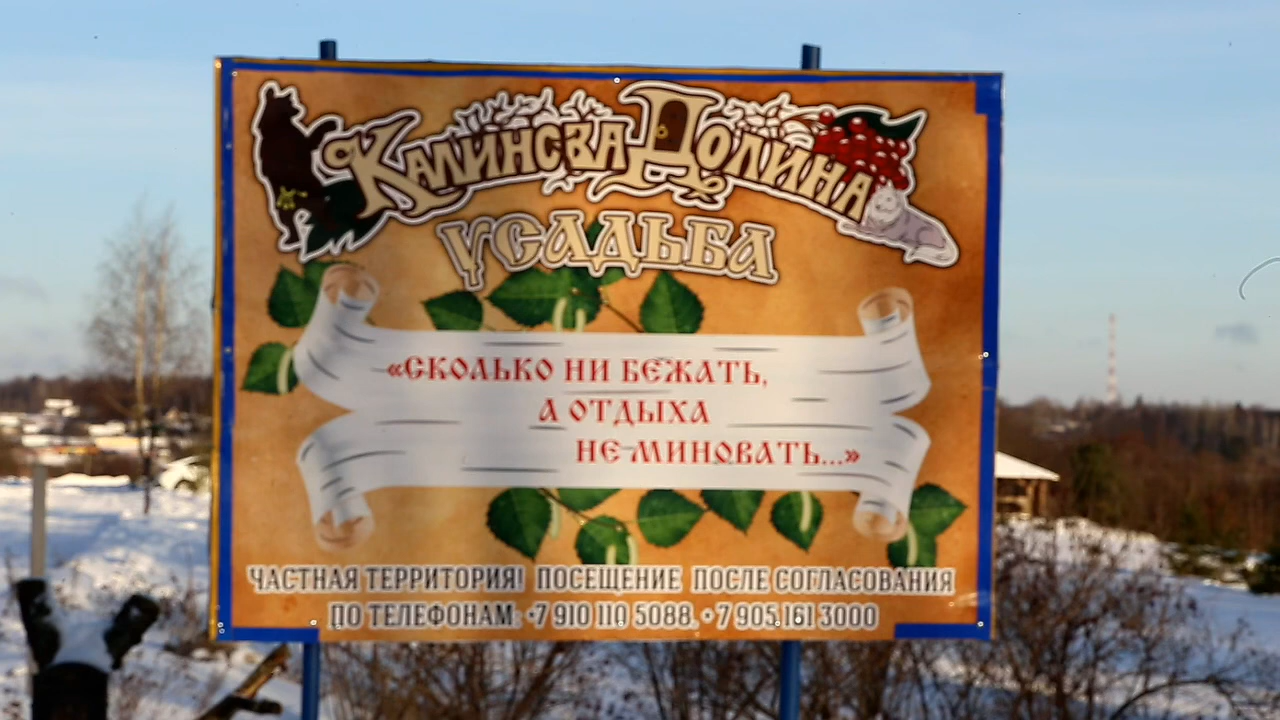 КАЛИНОВА ДОЛИНА
УСАДЬБА
«СКОЛЬКО НИ БЕЖАТЬ,
А ОТДЫХА
НЕ МИНОВАТЬ...»
ЧАСТНАЯ ТЕРРИТОРИЯ! ПОСЕЩЕНИЕ ПОСЛЕ СОГЛАСОВАНИЯ
ПО ТЕЛЕФОНАМ: +7 910 110 5088, +7 905 161 3000